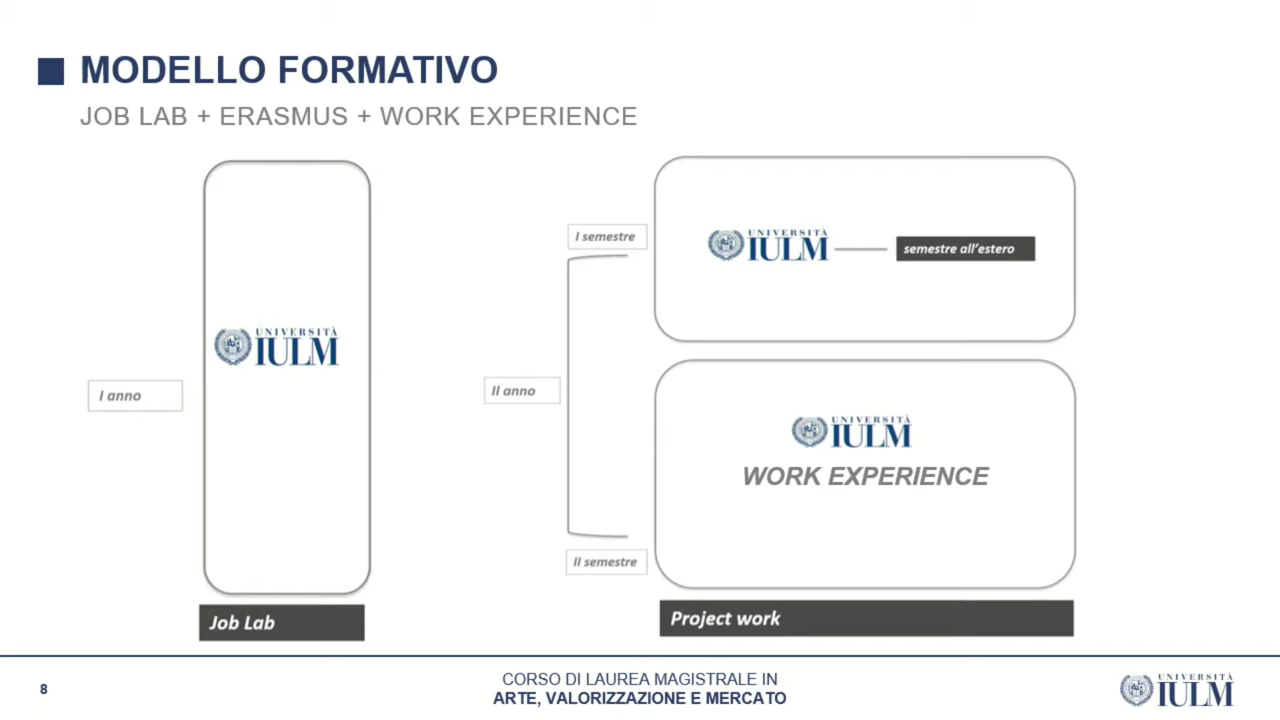 MODELLO FORMATIVO
JOB LAB + ERASMUS + WORK EXPERIENCE
I anno
UNIVERSITÀ
IULM
Job Lab
II anno
I semestre
UNIVERSITÀ
IULM
semestre all'estero
UNIVERSITÀ
IULM
WORK EXPERIENCE
II semestre
Project work
8
CORSO DI LAUREA MAGISTRALE IN
ARTE, VALORIZZAZIONE E MERCATO
UNIVERSITÀ
IULM